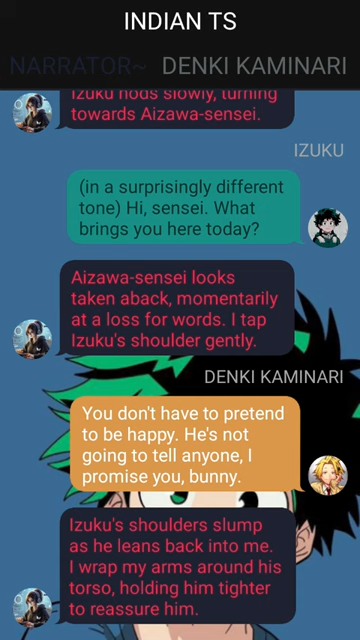 INDIAN TS
NARRATOR~ DENKI KAMINARI
Izuku nods slowly, turning
towards Aizawa-sensei.
IZUKU
(in a surprisingly different
tone) Hi, sensei. What
brings you here today?
Aizawa-sensei looks
taken aback, momentarily
at a loss for words. I tap
Izuku's shoulder gently.
DENKI KAMINARI
You don't have to pretend
to be happy. He's not
going to tell anyone, I
promise you, bunny.
Izuku's shoulders slump
as he leans back into me.
I wrap my arms around his
torso, holding him tighter
to reassure him.